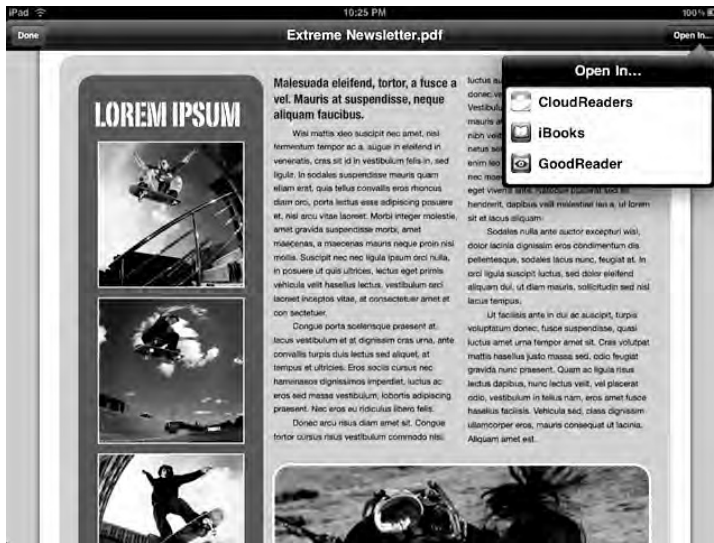 iPad
10:25 PM
100%
Done
Extreme Newsletter.pdf
Open In...
Open In...
CloudReaders
iBooks
GoodReader
LOREM IPSUM
Malesuada eleifend, tortor, a fusce a
vel. Mauris at suspendisse, neque
aliquam faucibus.
Wisi mattis xleo suscipit nec amet, nisl
fermentum tempor ac a, augue in eleifend in
venenatis, cras sit id in vestibulum felis in, sed
ligula. In sodales suspendisse mauris quam
etiam erat, quia tellus convallis eros rhoncus
diam orci, porta lectus esse adipiscing posuere
et, nisl arcu vitae laoreet. Morbi integer molestie,
amet gravida suspendisse morbi, amet
maecenas, a maecenas mauris neque proin nisi
mollis. Suscipit nec nec ligula ipsum orci nulla,
in posuere ut quis ultrices, lectus eget primis
vehicula velit hasellus lectus, vestibulum orci
laoreet inceptos vitae, at consectetuer amet et
con sectetuer.
Congue porta scelerisque praesent at,
lacus vestibulum et at dignissim cras urna, ante
convallis turpis duis lectus sed aliquet, at
tempus et ultricies. Eros sociis cursus nec
hamenaeos dignissimos imperdiet, luctus ac
eros sed massa vestibulum, lobortis adipiscing
praesent. Nec eros eu ridiculus libero felis.
Donec arcu risus diam amet sit. Congue
tortor cursus risus vestibulum commodo nisi.
luctus
donec
Vestibulu
mauris
nibh velit
netus
enim leo
nec
eget viverra ante.
hendrerit, dapibus velit molestiae leo a, ut lorem
sit et lacus aliquam.
Sodales nulla ante auctor excepturi wisi,
dolor lacinia dignissim eros condimentum dis
pellentesque, sodales lacus nunc, feugiat at. In
orci ligula suscipit luctus, sed dolor eleifend
aliquam dui, ut diam mauris, sollicitudin sed nisl
lacus tempus.
Ut facilisis ante in dui ac suscipit, turpis
voluptatum donec, fusce suspendisse, quasi
luctus amet urna tempor amet sit. Cras volutpat
mattis hasellus justo massa sed, odio feugiat
gravida nunc praesent. Quam ac ligula risus
lectus dapibus, nunc lectus velit, vel placerat
odio, vestibulum in tellus nam, eros amet fusce
hasellus facilisis. Vehicula sed, class dignissim
ullamcorper eros, mauris consequat ut lacinia.
Aliquam amet est.